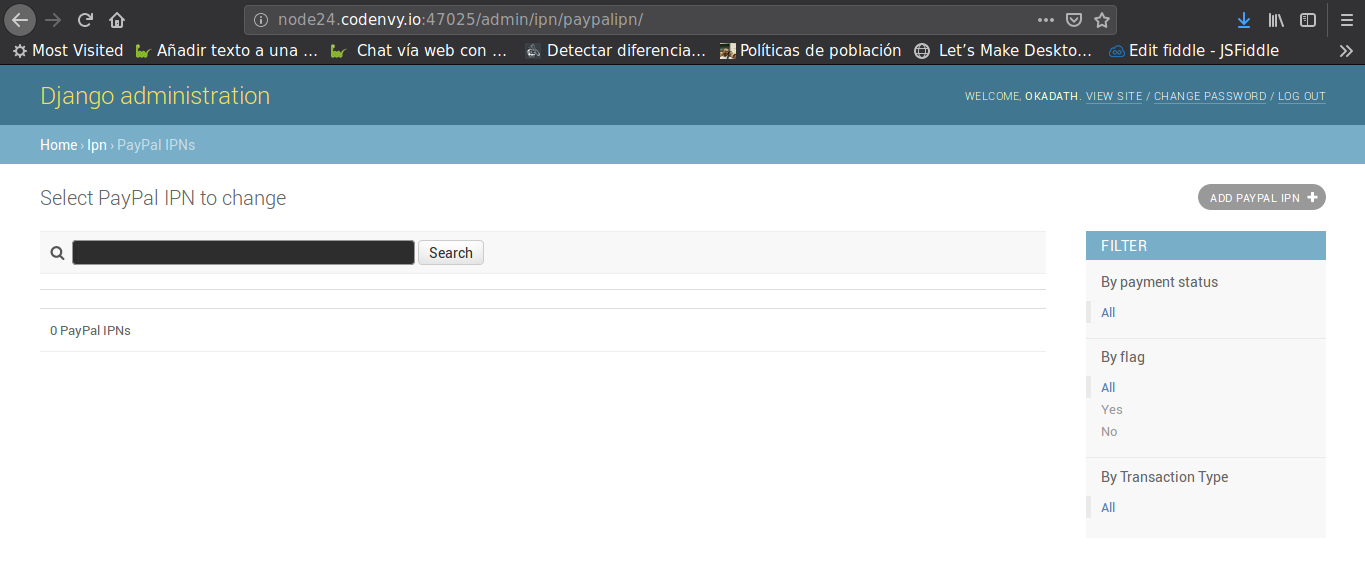 node24.codenvy.io:47025/admin/ipn/paypalipn/
Most Visited Añadir texto a una ... Chat vía web con ... Detectar diferencia... Políticas de población Let's Make Deskto... Edit fiddle - JSFiddle
Django administration
WELCOME, OKADATH. VIEW SITE / CHANGE PASSWORD / LOG OUT
Home › Ipn › PayPal IPNs
Select PayPal IPN to change
ADD PAYPAL IPN +
Search
FILTER
By payment status
All
0 PayPal IPNs
By flag
All
Yes
No
By Transaction Type
All